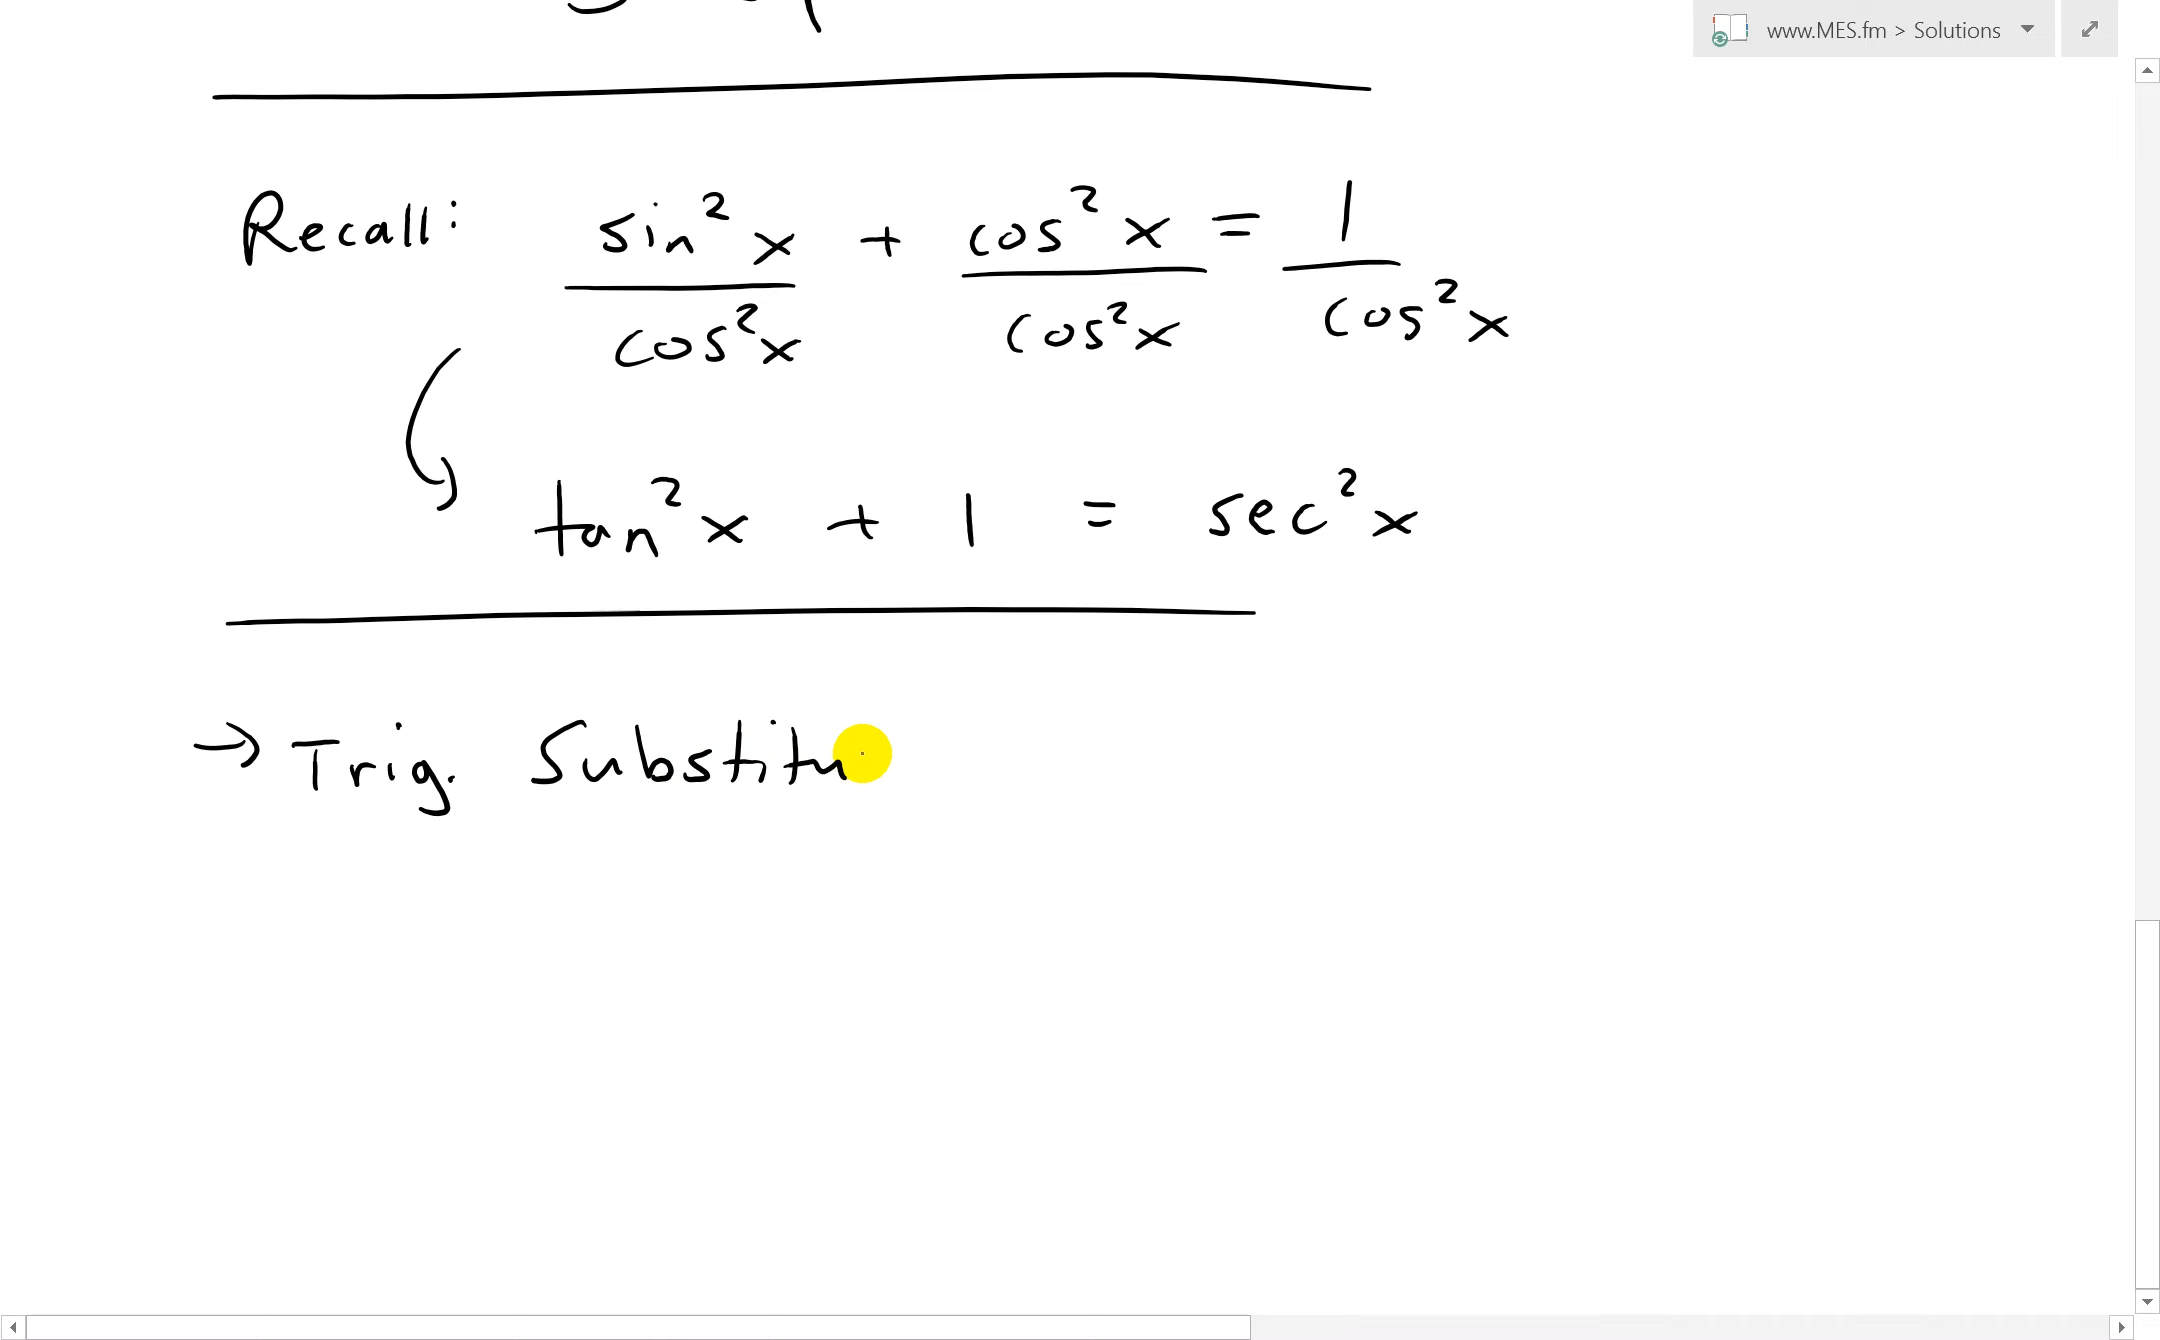 www.MES.fm > Solutions
Recall: sin²x/cos²x + cos²x/cos²x = 1/cos²x
tan²x + 1 = sec²x
→ Trig. Substitu